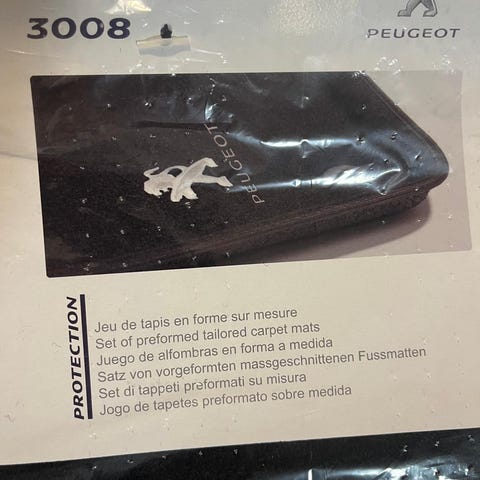 3008
PEUGEOT
PEUGEOT
PROTECTION
Jeu de tapis en forme sur mesure
Set of preformed tailored carpet mats
Juego de alfombras en forma a medida
Satz von vorgeformten massgeschnittenen Fussmatten
Set di tappeti preformati su misura
Jogo de tapetes preformato sobre medida